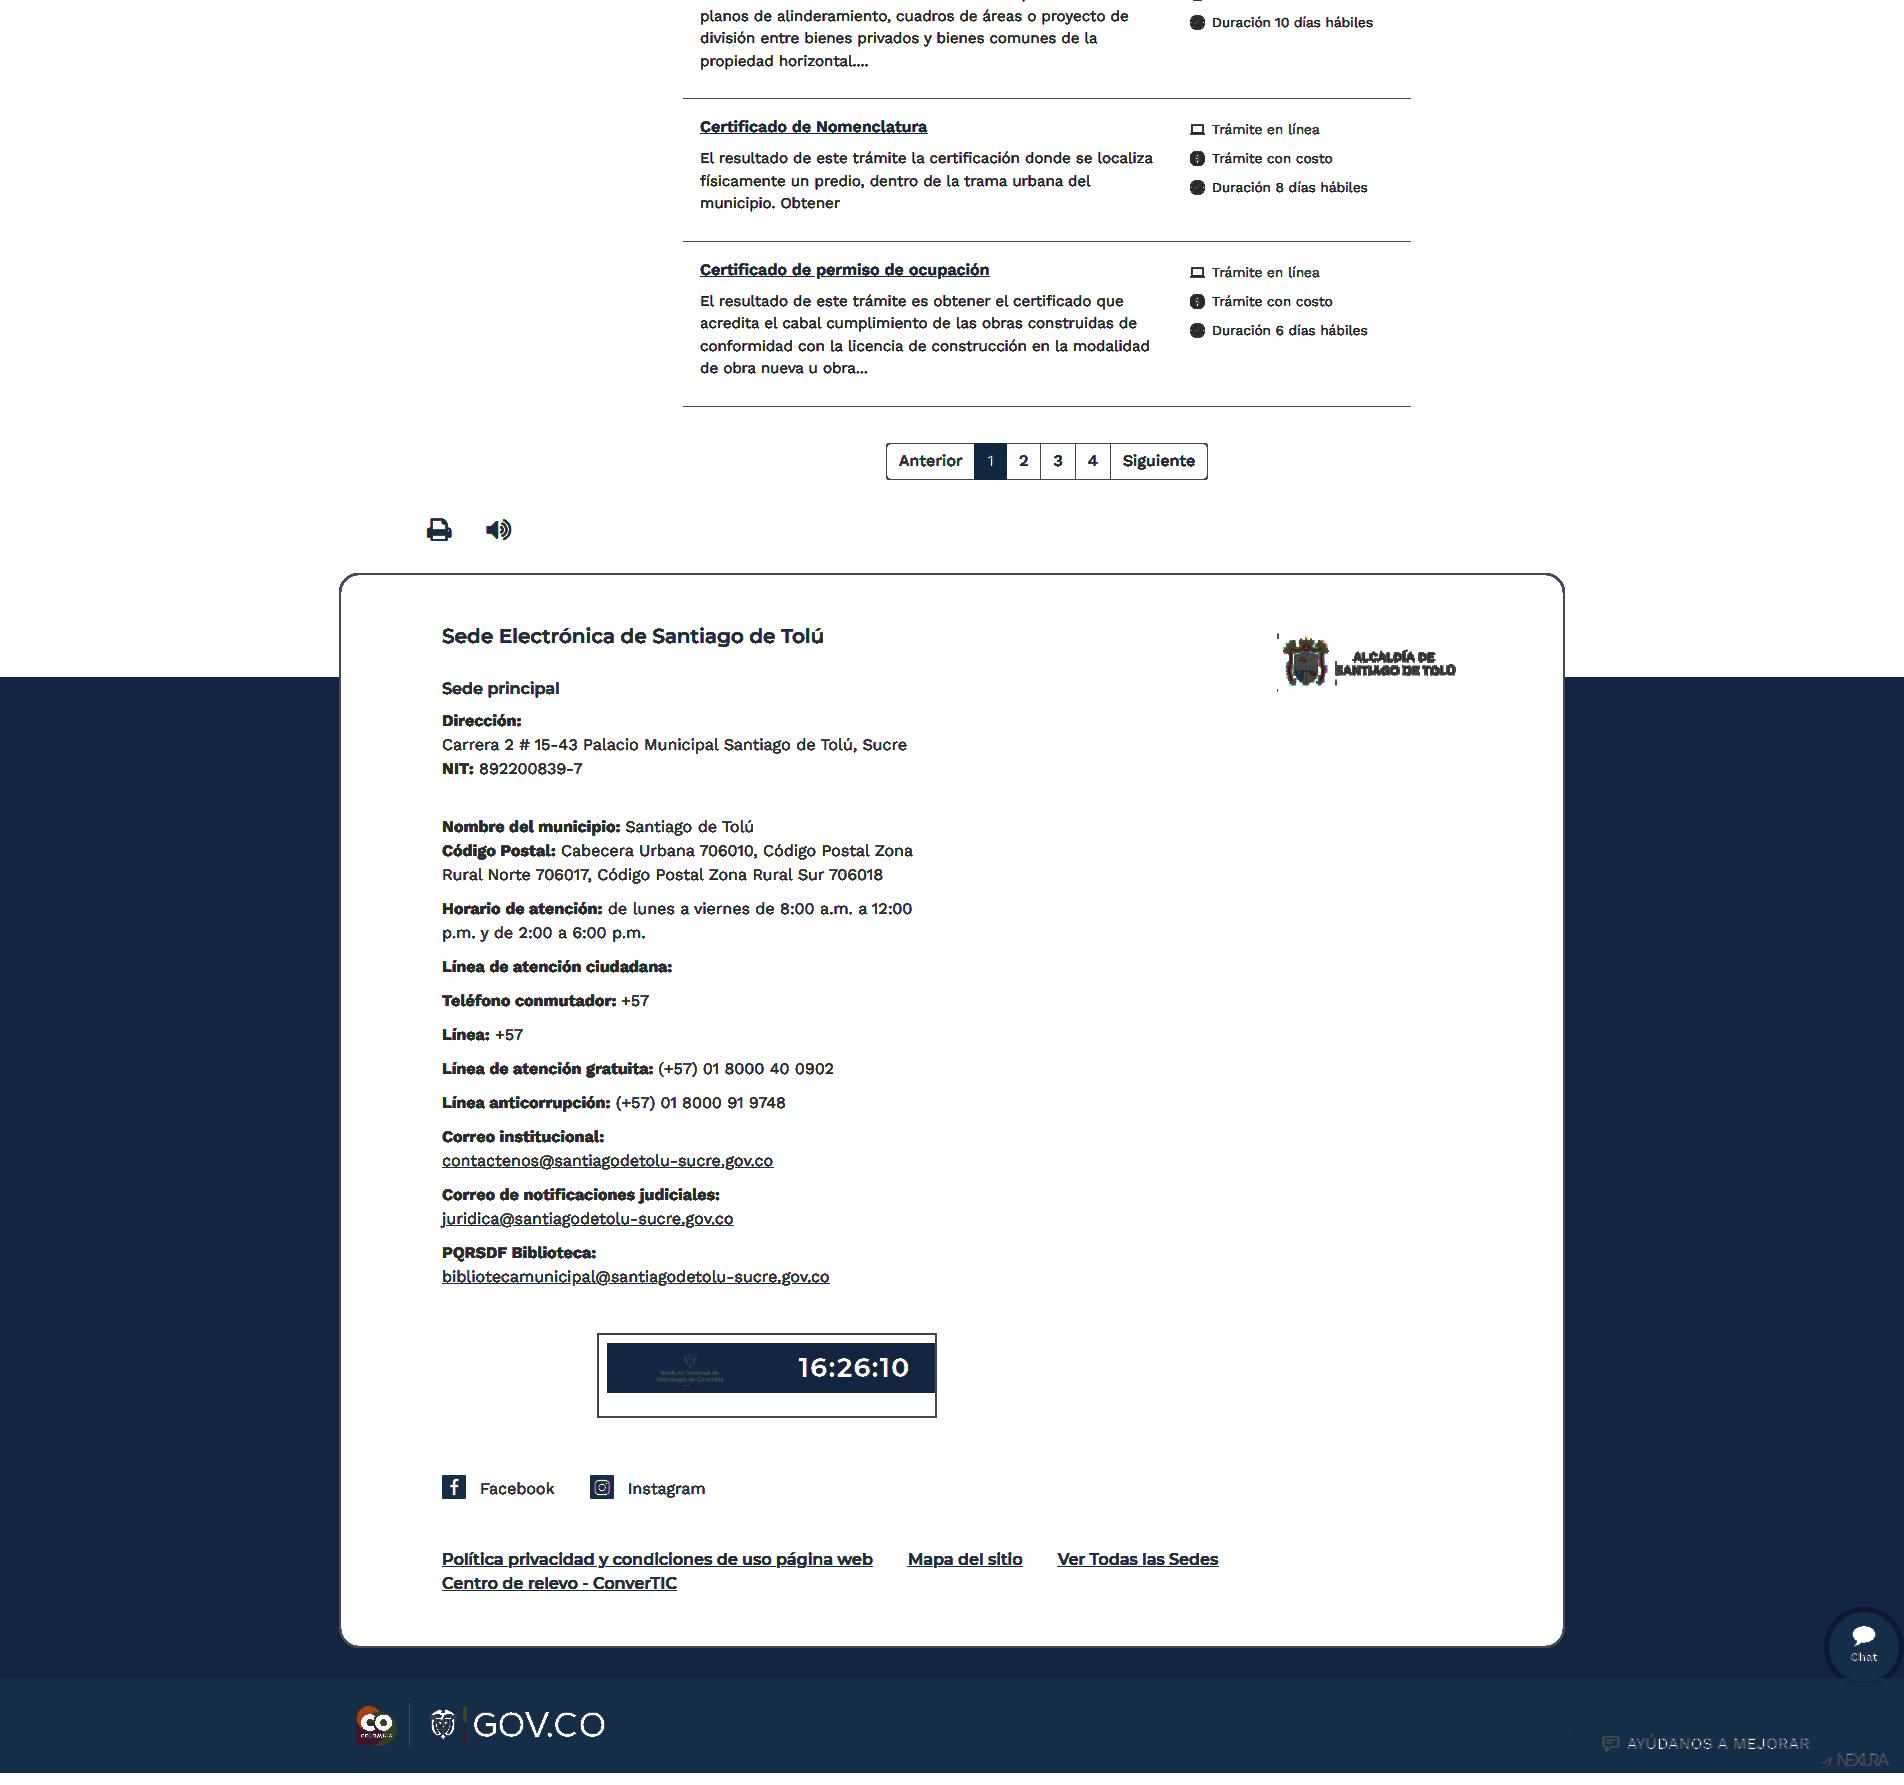 planos de alinderamiento, cuadros de áreas o proyecto de
división entre bienes privados y bienes comunes de la
propiedad horizontal....
Duración 10 días hábiles
Certificado de Nomenclatura
El resultado de este trámite la certificación donde se localiza
físicamente un predio, dentro de la trama urbana del
municipio. Obtener
Trámite en línea
Trámite con costo
Duración 8 días hábiles
Certificado de permiso de ocupación
El resultado de este trámite es obtener el certificado que
acredita el cabal cumplimiento de las obras construidas de
conformidad con la licencia de construcción en la modalidad
de obra nueva u obra...
Trámite en línea
Trámite con costo
Duración 6 días hábiles
Anterior 1 2 3 4 Siguiente
Sede Electrónica de Santiago de Tolú
ALCALDÍA DE
SANTIAGO DE TOLÚ
Sede principal
Dirección:
Carrera 2 # 15-43 Palacio Municipal Santiago de Tolú, Sucre
NIT: 892200839-7
Nombre del municipio: Santiago de Tolú
Código Postal: Cabecera Urbana 706010, Código Postal Zona
Rural Norte 706017, Código Postal Zona Rural Sur 706018
Horario de atención: de lunes a viernes de 8:00 a.m. a 12:00
p.m. y de 2:00 a 6:00 p.m.
Línea de atención ciudadana:
Teléfono conmutador: +57
Línea: +57
Línea de atención gratuita: (+57) 01 8000 40 0902
Línea anticorrupción: (+57) 01 8000 91 9748
Correo institucional:
contactenos@santiagodetolu-sucre.gov.co
Correo de notificaciones judiciales:
juridica@santiagodetolu-sucre.gov.co
PQRSDF Biblioteca:
bibliotecamunicipal@santiagodetolu-sucre.gov.co
Instituto Nacional de
Metrología de Colombia
16:26:10
Facebook Instagram
Política privacidad y condiciones de uso página web Mapa del sitio Ver Todas las Sedes
Centro de relevo - ConverTIC
Chat
CO
COLOMBIA
GOV.CO
AYÚDANOS A MEJORAR
NEXURA